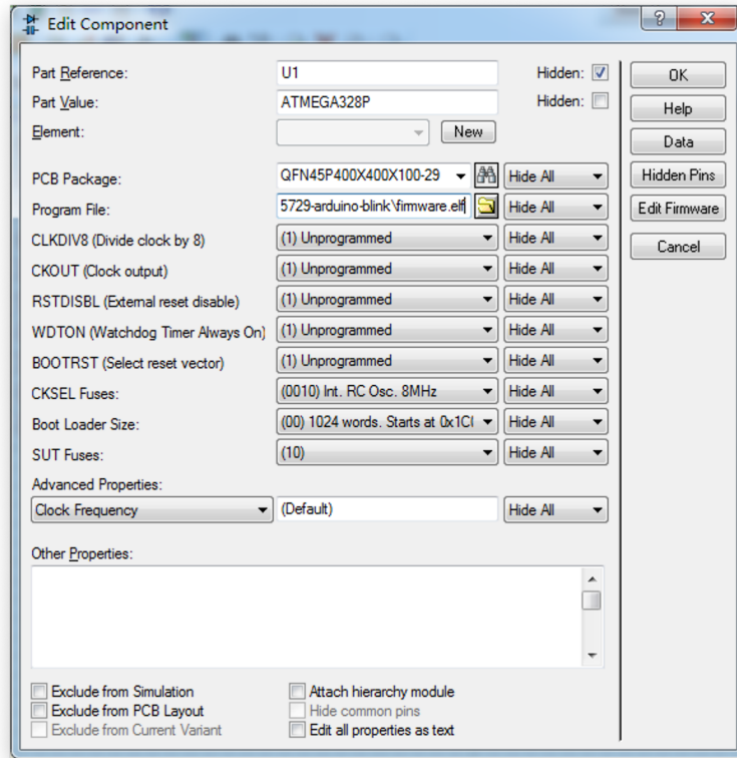 Edit Component
Part Reference: U1 Hidden: OK
Part Value: ATMEGA328P Hidden: Help
Element: New Data
PCB Package: QFN45P400X400X100-29 Hide All Hidden Pins
Program File: 5729-arduino-blink\firmware.elf Hide All Edit Firmware
CLKDIV8 (Divide clock by 8) (1) Unprogrammed Hide All Cancel
CKOUT (Clock output) (1) Unprogrammed Hide All
RSTDISBL (External reset disable) (1) Unprogrammed Hide All
WDTON (Watchdog Timer Always On) (1) Unprogrammed Hide All
BOOTRST (Select reset vector) (1) Unprogrammed Hide All
CKSEL Fuses: (0010) Int. RC Osc. 8MHz Hide All
Boot Loader Size: (00) 1024 words. Starts at 0x1C( Hide All
SUT Fuses: (10) Hide All
Advanced Properties:
Clock Frequency (Default) Hide All
Other Properties:
Exclude from Simulation Attach hierarchy module
Exclude from PCB Layout Hide common pins
Exclude from Current Variant Edit all properties as text